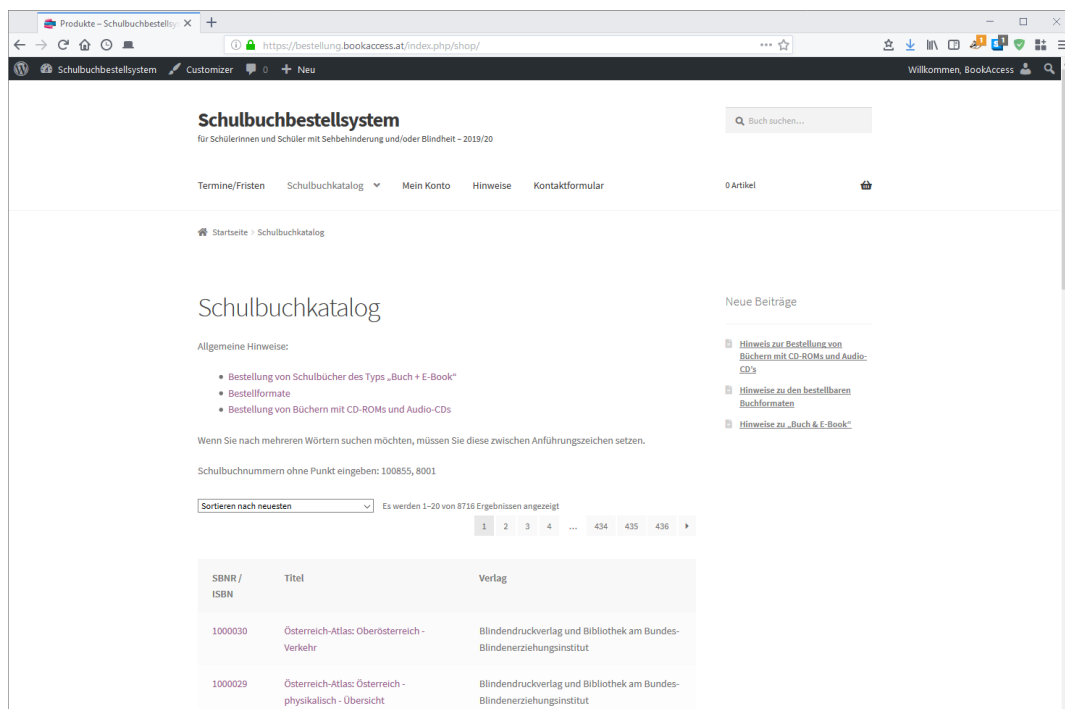 Produkte – Schulbuchbestellsy
https://bestellung.bookaccess.at/index.php/shop/
1
1
Schulbuchbestellsystem Customizer 0 Neu Willkommen, BookAccess
Schulbuchbestellsystem
Buch suchen...
für Schülerinnen und Schüler mit Sehbehinderung und/oder Blindheit – 2019/20
Termine/Fristen Schulbuchkatalog Mein Konto Hinweise Kontaktformular 0 Artikel
Startseite > Schulbuchkatalog
Schulbuchkatalog
Allgemeine Hinweise:
Bestellung von Schulbücher des Typs „Buch + E-Book“
Bestellformate
Bestellung von Büchern mit CD-ROMs und Audio-CDs
Wenn Sie nach mehreren Wörtern suchen möchten, müssen Sie diese zwischen Anführungszeichen setzen.
Schulbuchnummern ohne Punkt eingeben: 100855, 8001
Sortieren nach neuesten Es werden 1–20 von 8716 Ergebnissen angezeigt
1 2 3 4 … 434 435 436
SBNR / Titel Verlag
ISBN
1000030 Österreich-Atlas: Oberösterreich - Blindendruckverlag und Bibliothek am Bundes-
Verkehr Blindenerziehungsinstitut
1000029 Österreich-Atlas: Österreich - Blindendruckverlag und Bibliothek am Bundes-
physikalisch - Übersicht Blindenerziehungsinstitut
Neue Beiträge
Hinweis zur Bestellung von
Büchern mit CD-ROMs und Audio-
CD's
Hinweise zu den bestellbaren
Buchformaten
Hinweise zu „Buch & E-Book“